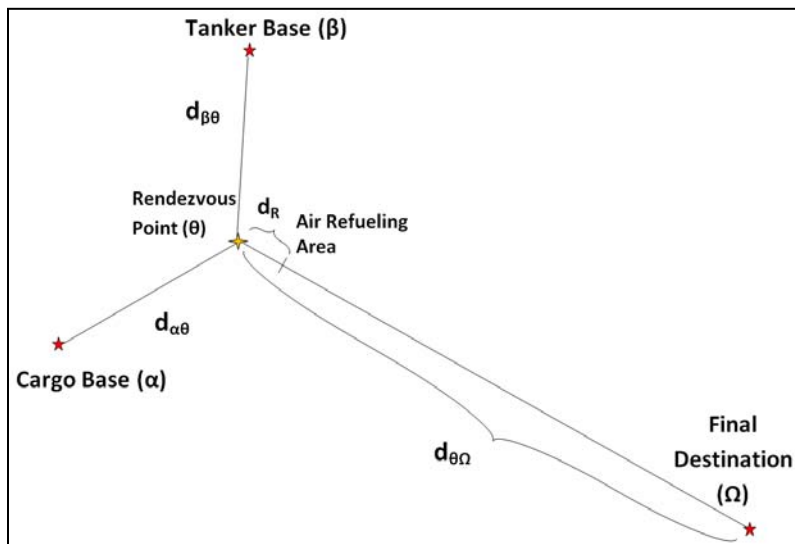 Tanker Base (β)
dβθ
Rendezvous
Point (θ)
dR
Air Refueling
Area
dαθ
Cargo Base (α)
dθΩ
Final
Destination
(Ω)